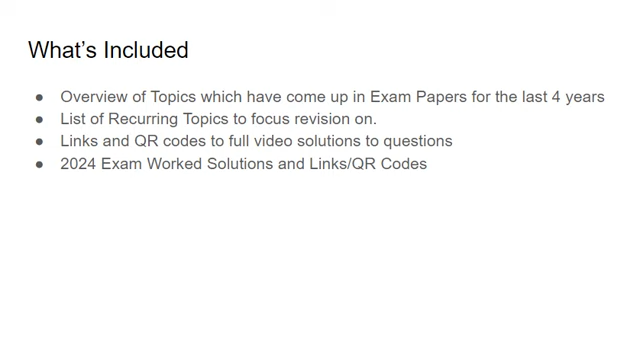 What’s Included
● Overview of Topics which have come up in Exam Papers for the last 4 years
● List of Recurring Topics to focus revision on.
● Links and QR codes to full video solutions to questions
● 2024 Exam Worked Solutions and Links/QR Codes